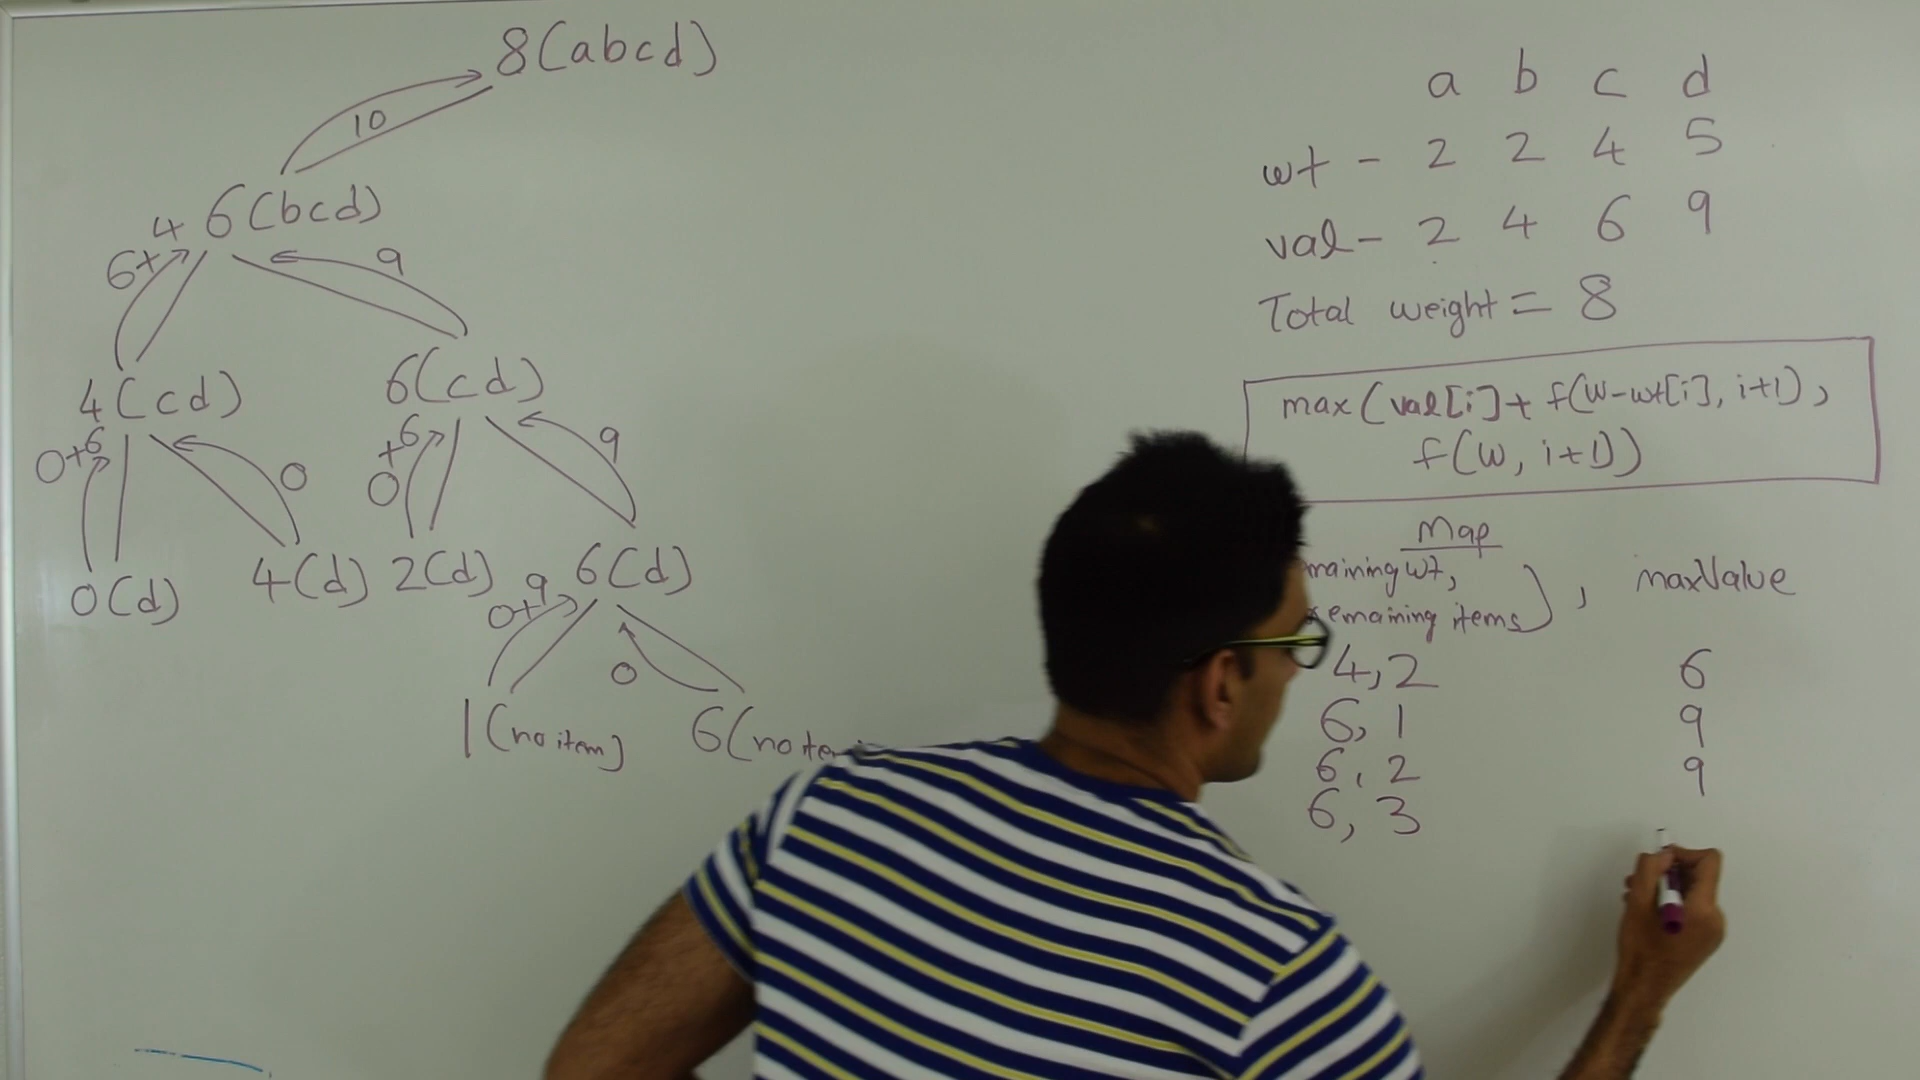 8(abcd)
10
4 6(bcd)
6+
9
4(cd)
6(cd)
0+6
0
+6
0
9
0(d)
4(d)
2(d)
6(d)
0+9
0
1(no item)
6(no
a b c d
wt - 2 2 4 5
val - 2 4 6 9
Total weight = 8
max(val[i]+ f(W-wt[i], i+1),
f(W, i+1))
Map
maining wt,
remaining items) , maxValue
4,2 6
6, 1 9
6, 2 9
6, 3